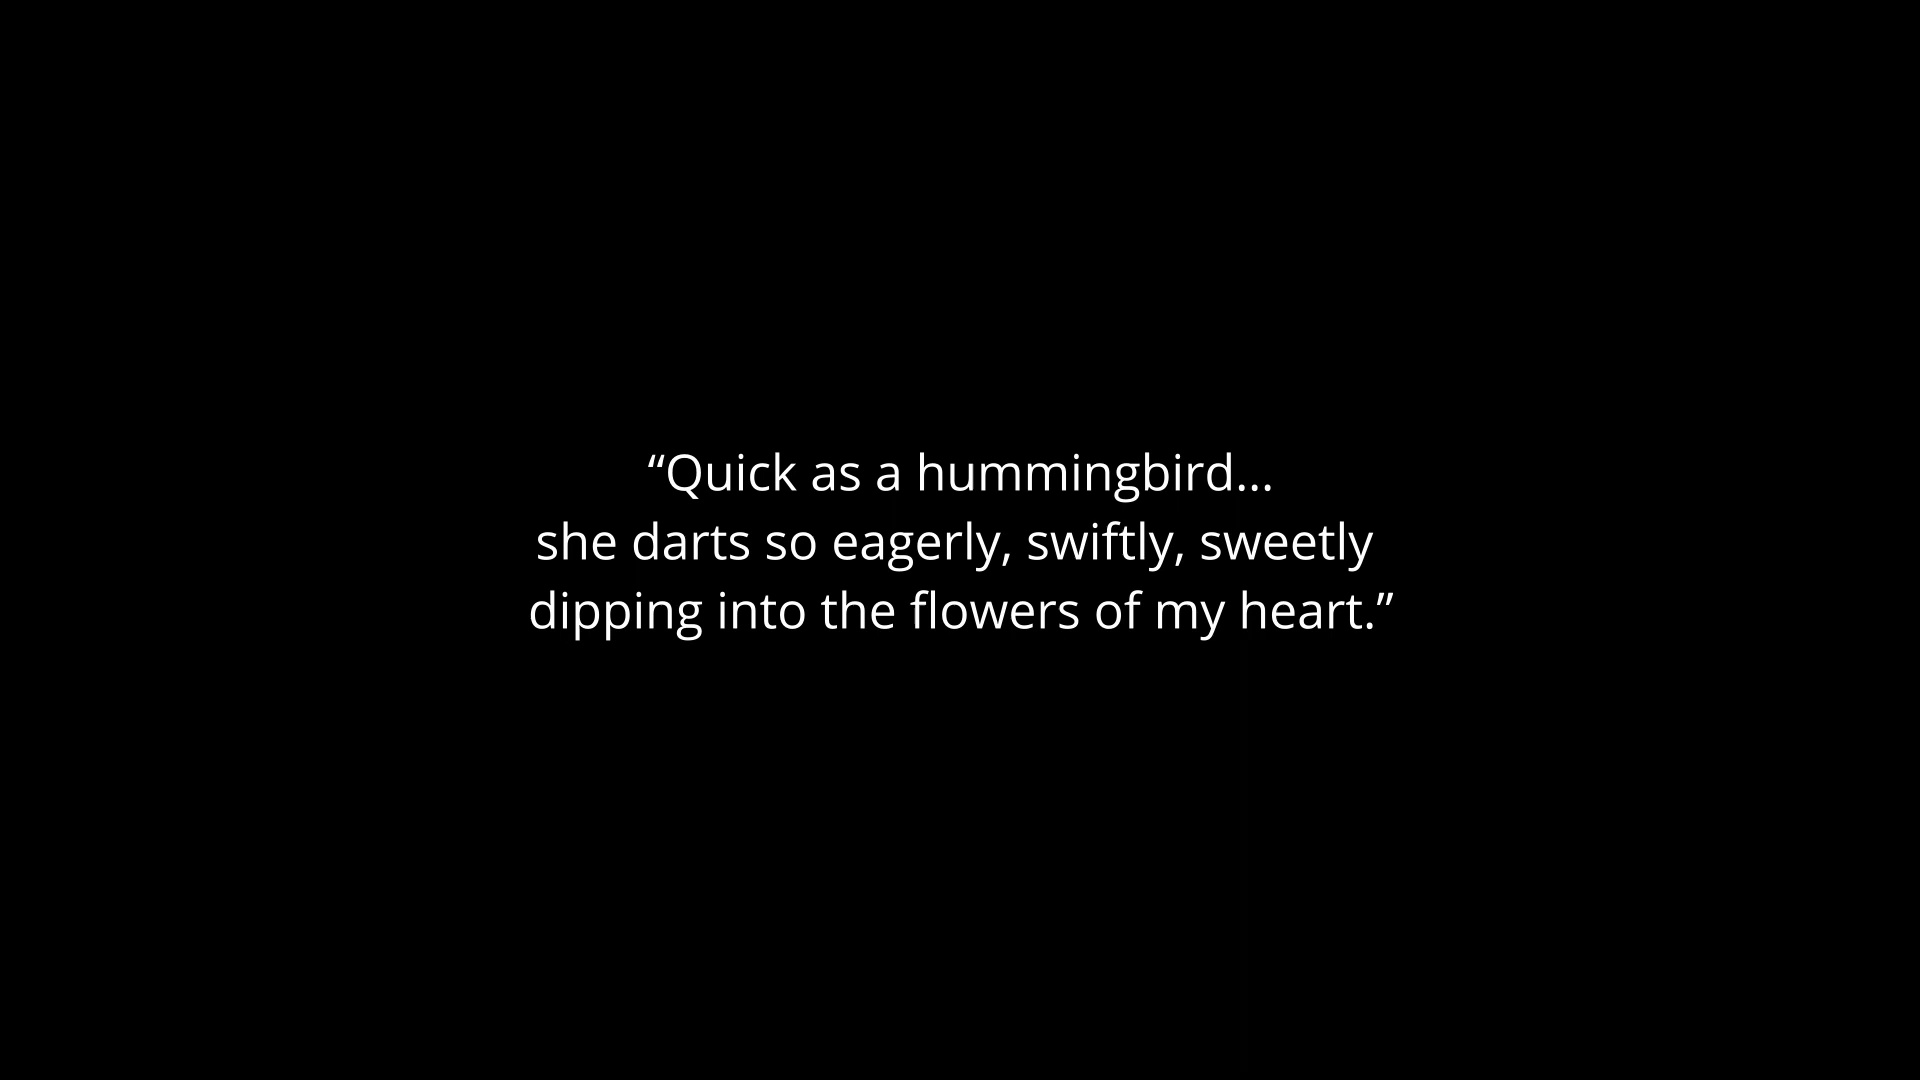 “Quick as a hummingbird...
she darts so eagerly, swiftly, sweetly
dipping into the flowers of my heart.”